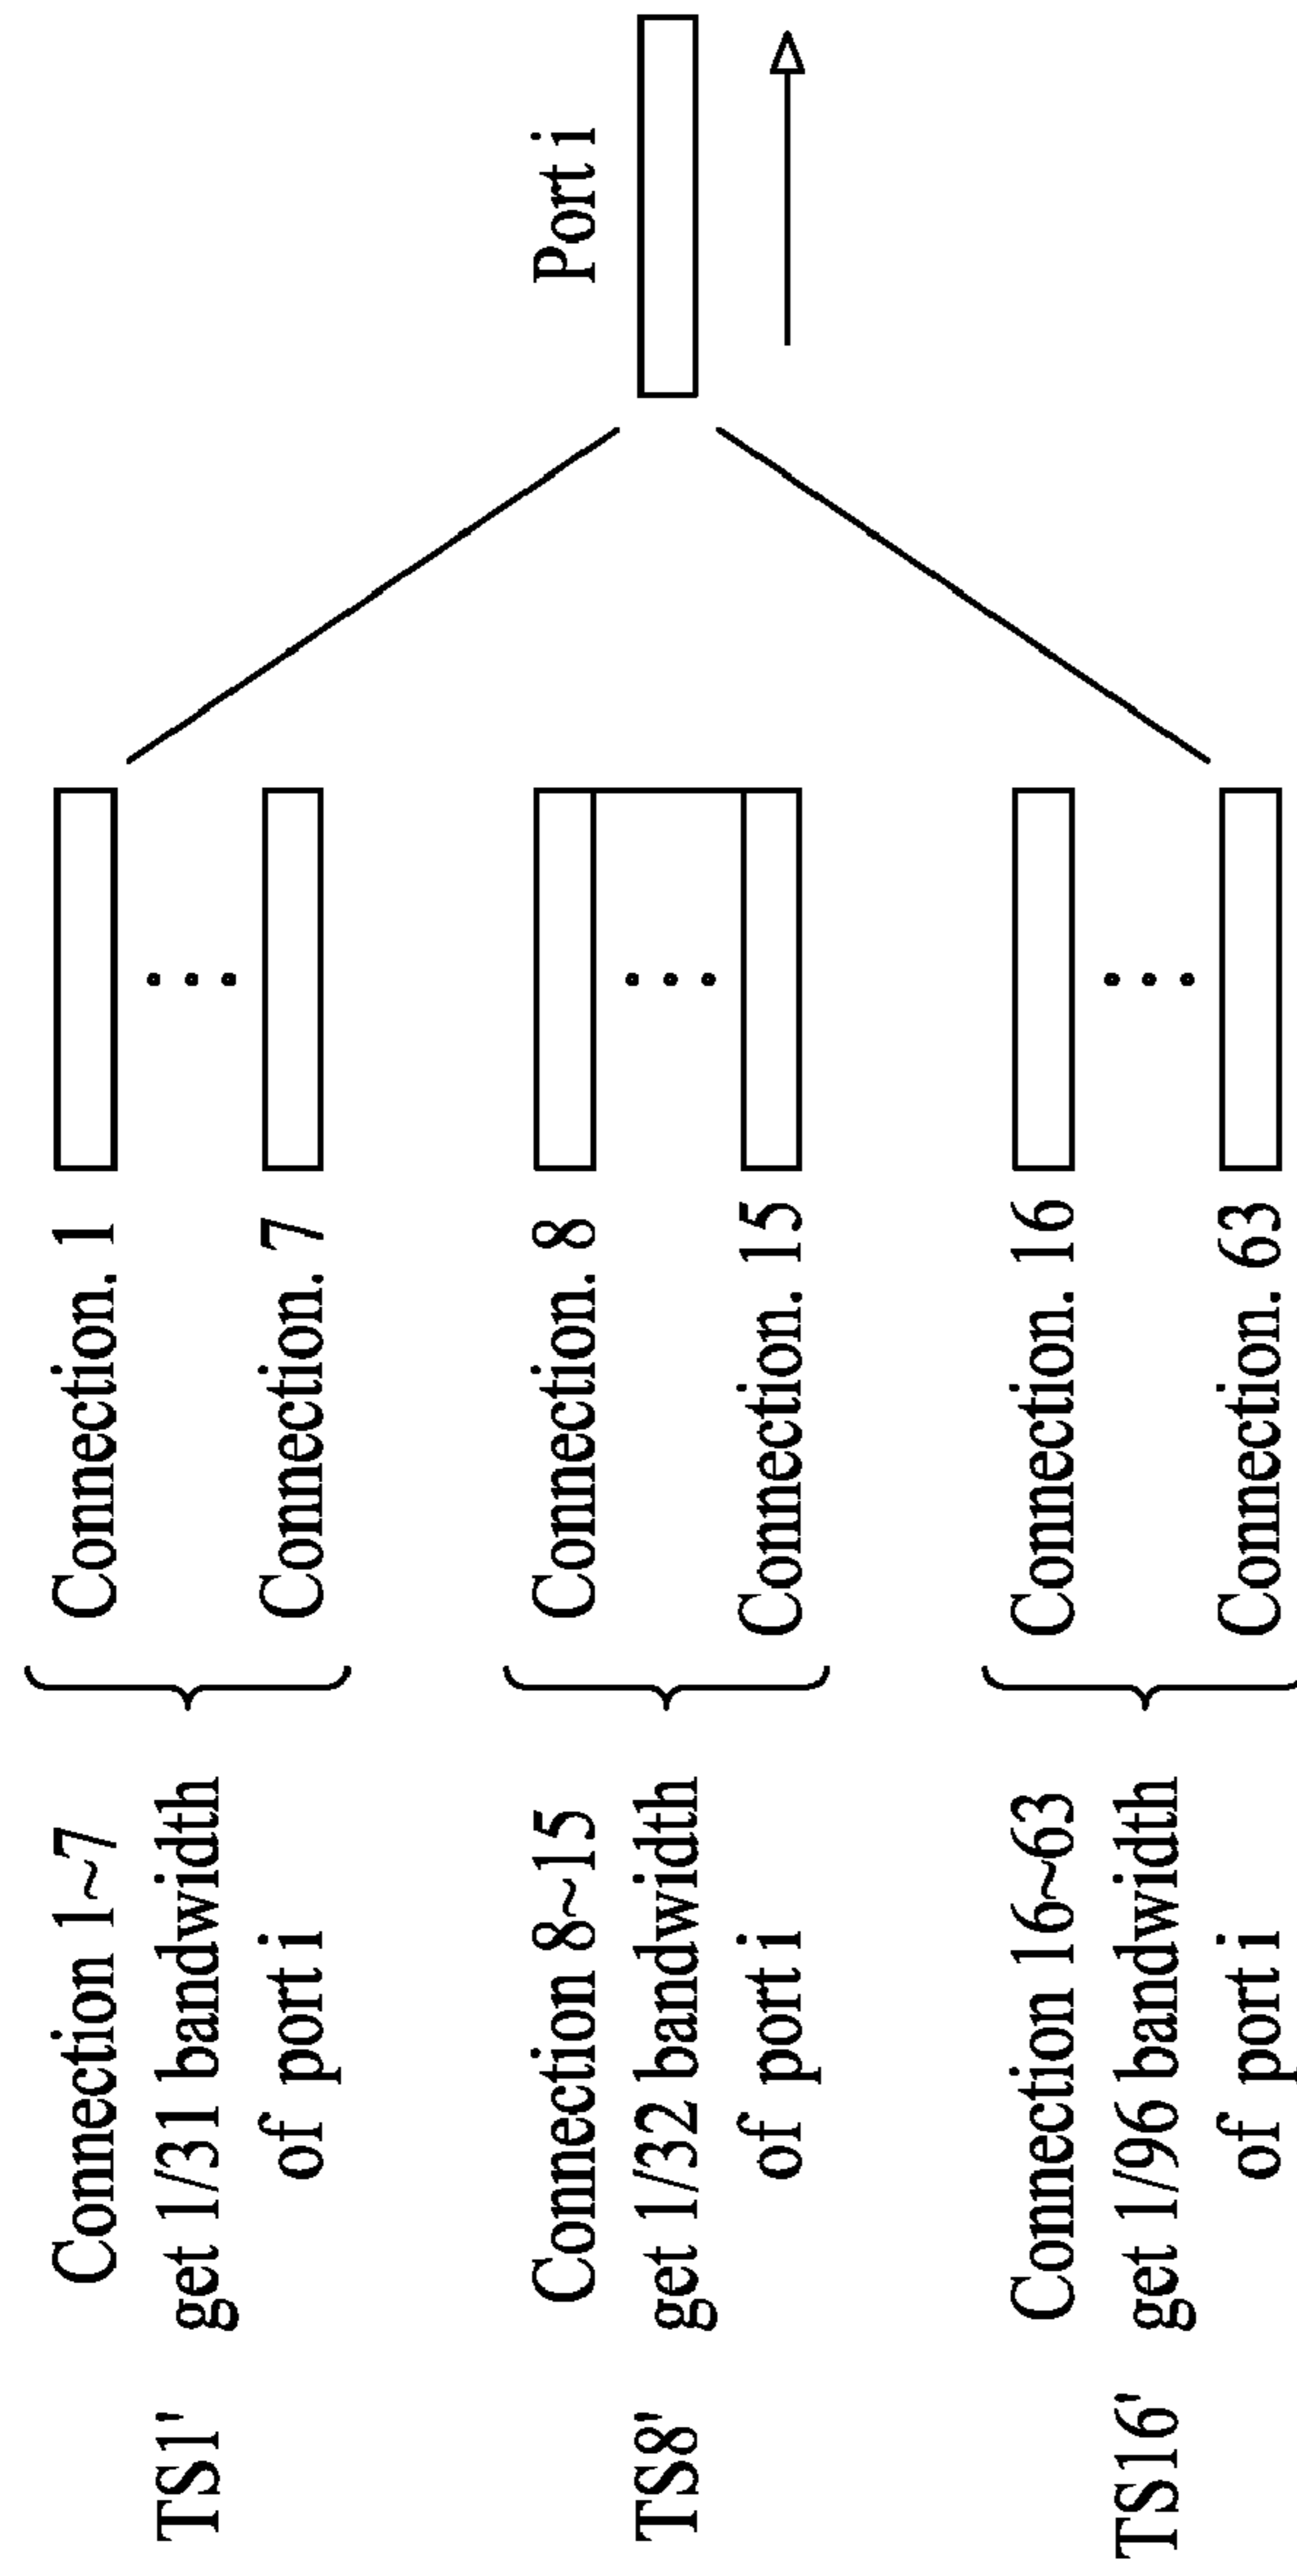 Connection 1~7
TS1' get 1/31 bandwidth
of port i
Connection. 1
Connection. 7
Connection 8~15
TS8' get 1/32 bandwidth
of port i
Connection. 8
Connection. 15
Port i
Connection 16~63
TS16' get 1/96 bandwidth
of port i
Connection. 16
Connection. 63